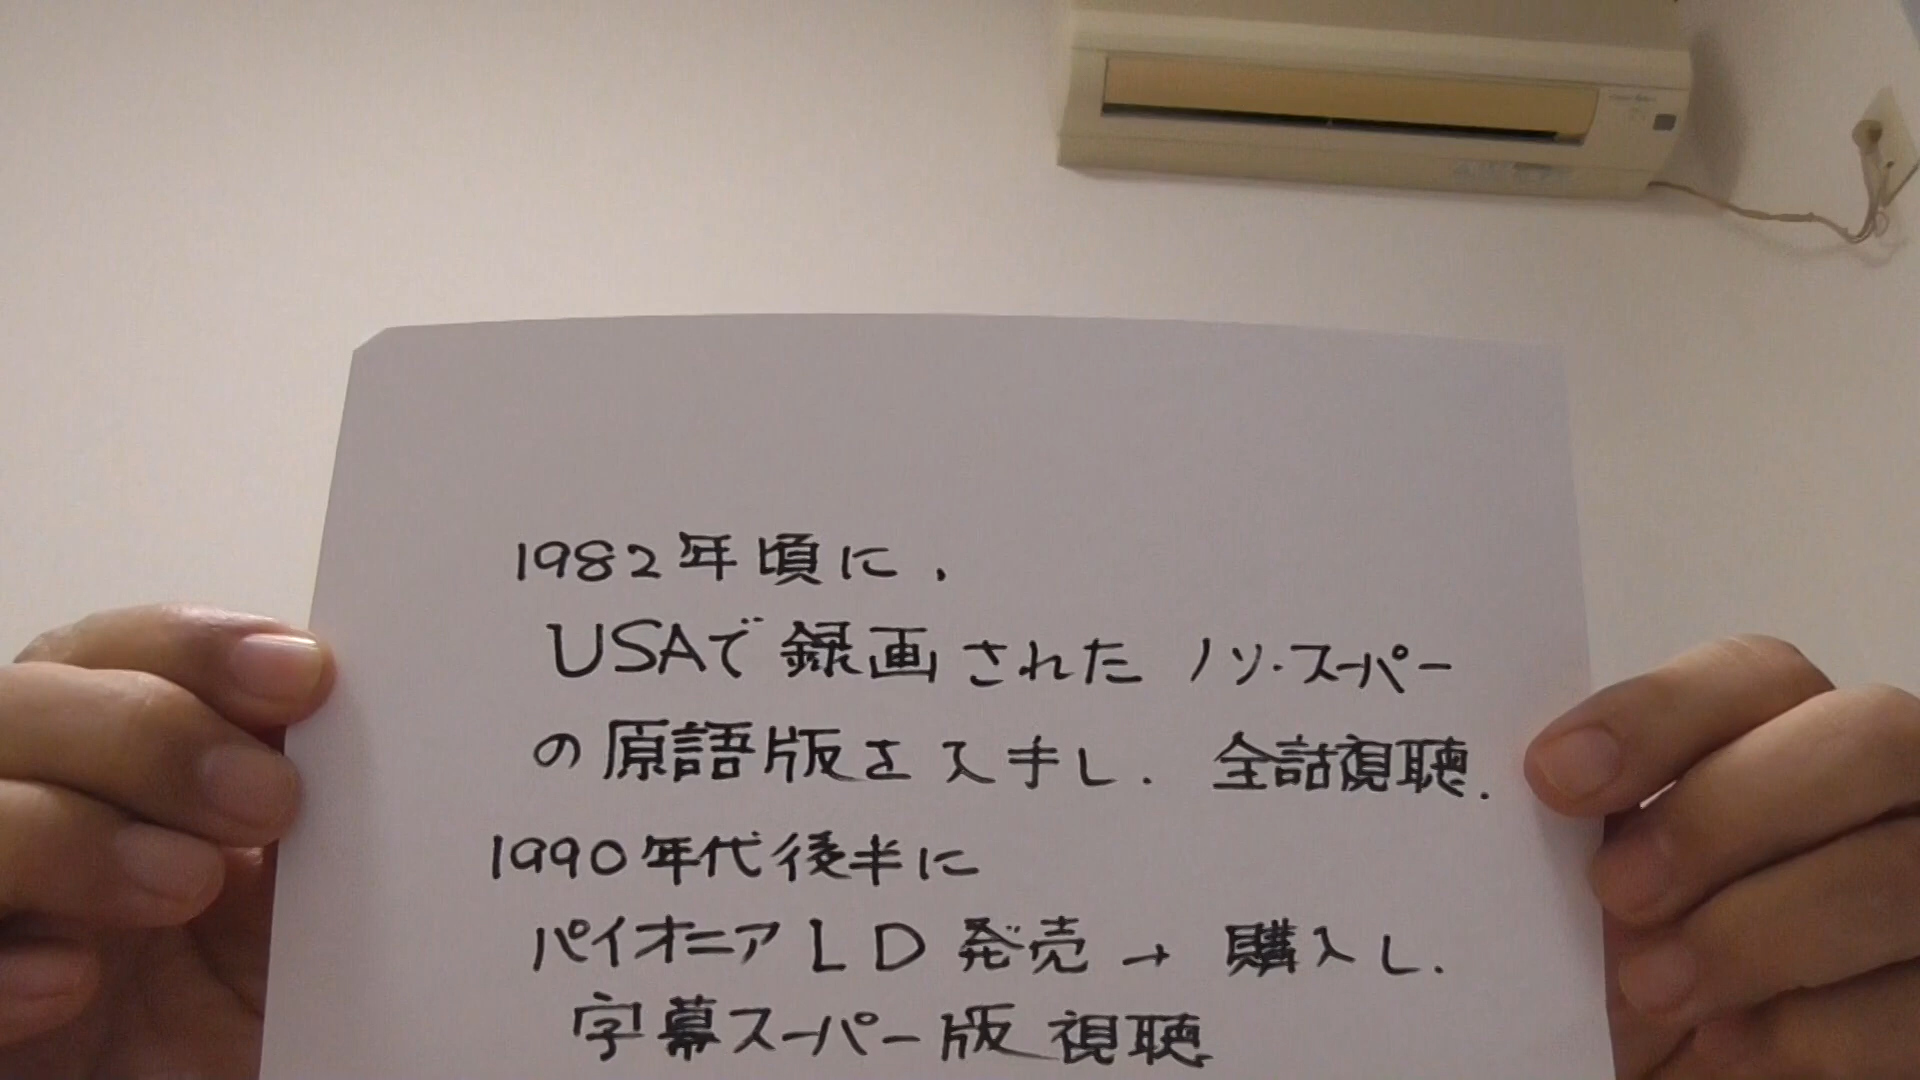 1982年頃に、
USAで録画されたノン・スーパー
の原語版を入手し、全話視聴.
1990年代後半に
パイオニアLD発売→購入し、
字幕スーパー版視聴